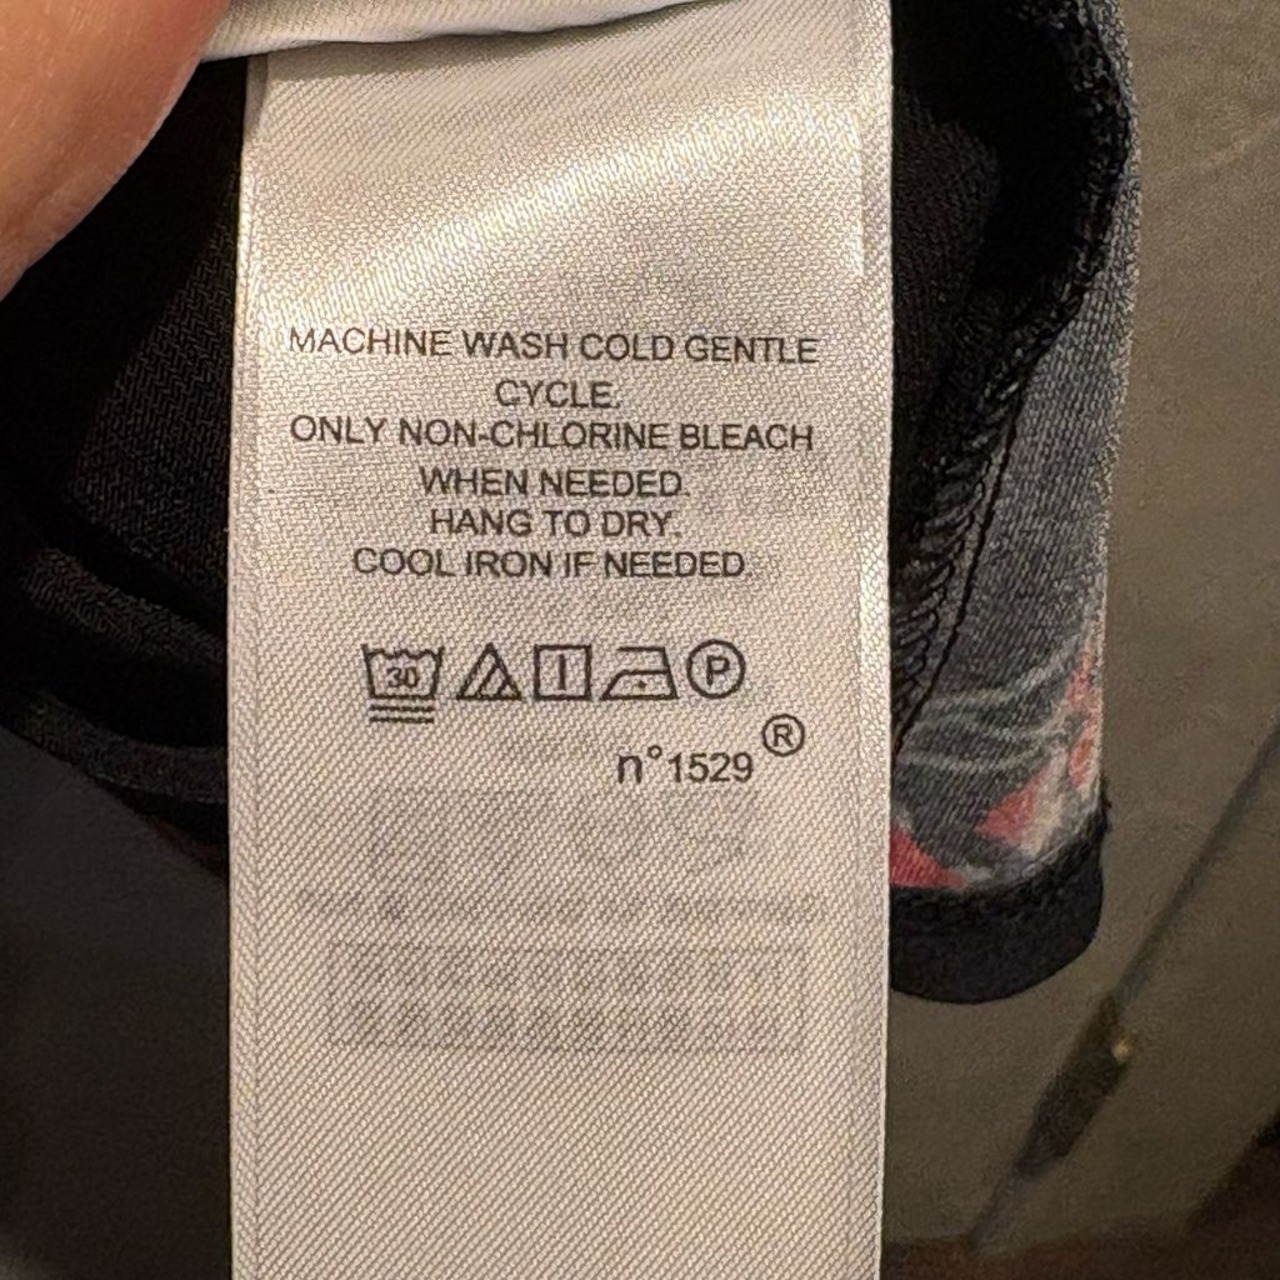 MACHINE WASH COLD GENTLE
CYCLE.
ONLY NON-CHLORINE BLEACH
WHEN NEEDED.
HANG TO DRY.
COOL IRON IF NEEDED.
30 P
n°1529®